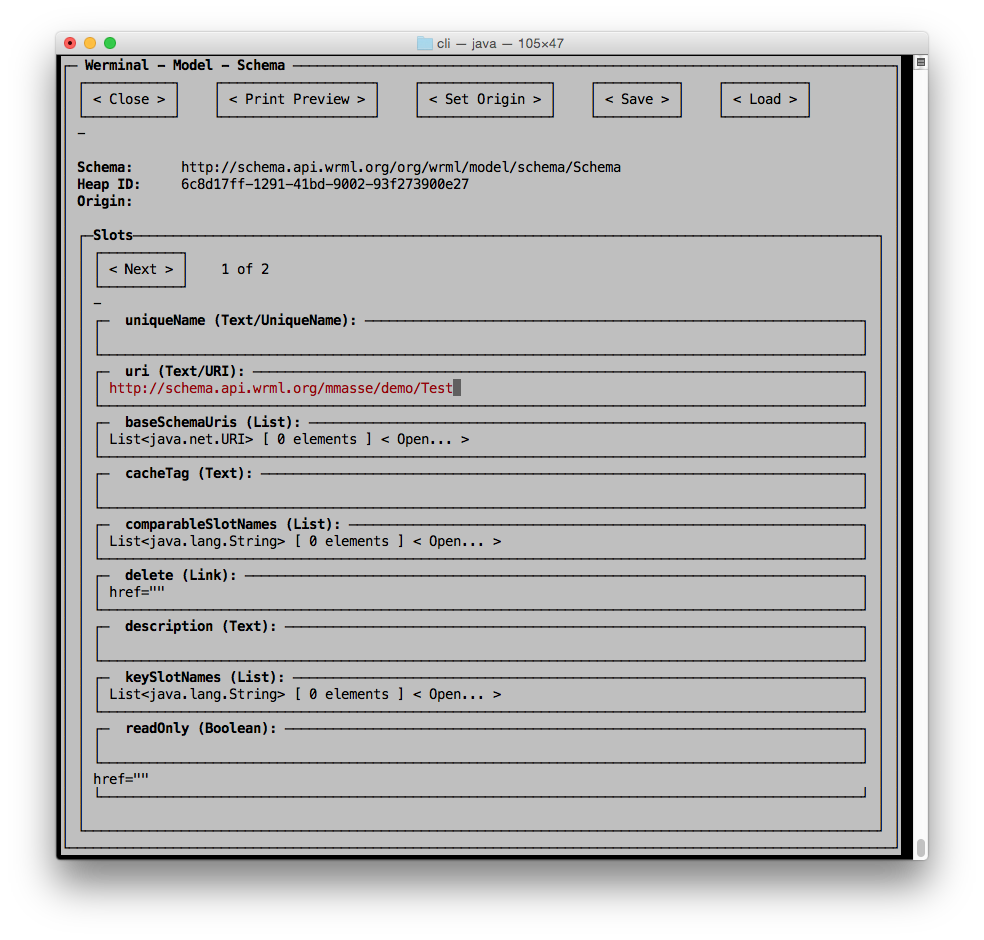 cli — java — 105×47
Werminal - Model - Schema
< Close > < Print Preview > < Set Origin > < Save > < Load >
Schema: http://schema.api.wrml.org/org/wrml/model/schema/Schema
Heap ID: 6c8d17ff-1291-41bd-9002-93f273900e27
Origin:
Slots
< Next > 1 of 2
uniqueName (Text/UniqueName):
uri (Text/URI):
http://schema.api.wrml.org/mmasse/demo/Test
baseSchemaUris (List):
List<java.net.URI> [ 0 elements ] < Open... >
cacheTag (Text):
comparableSlotNames (List):
List<java.lang.String> [ 0 elements ] < Open... >
delete (Link):
href=""
description (Text):
keySlotNames (List):
List<java.lang.String> [ 0 elements ] < Open... >
readOnly (Boolean):
href=""